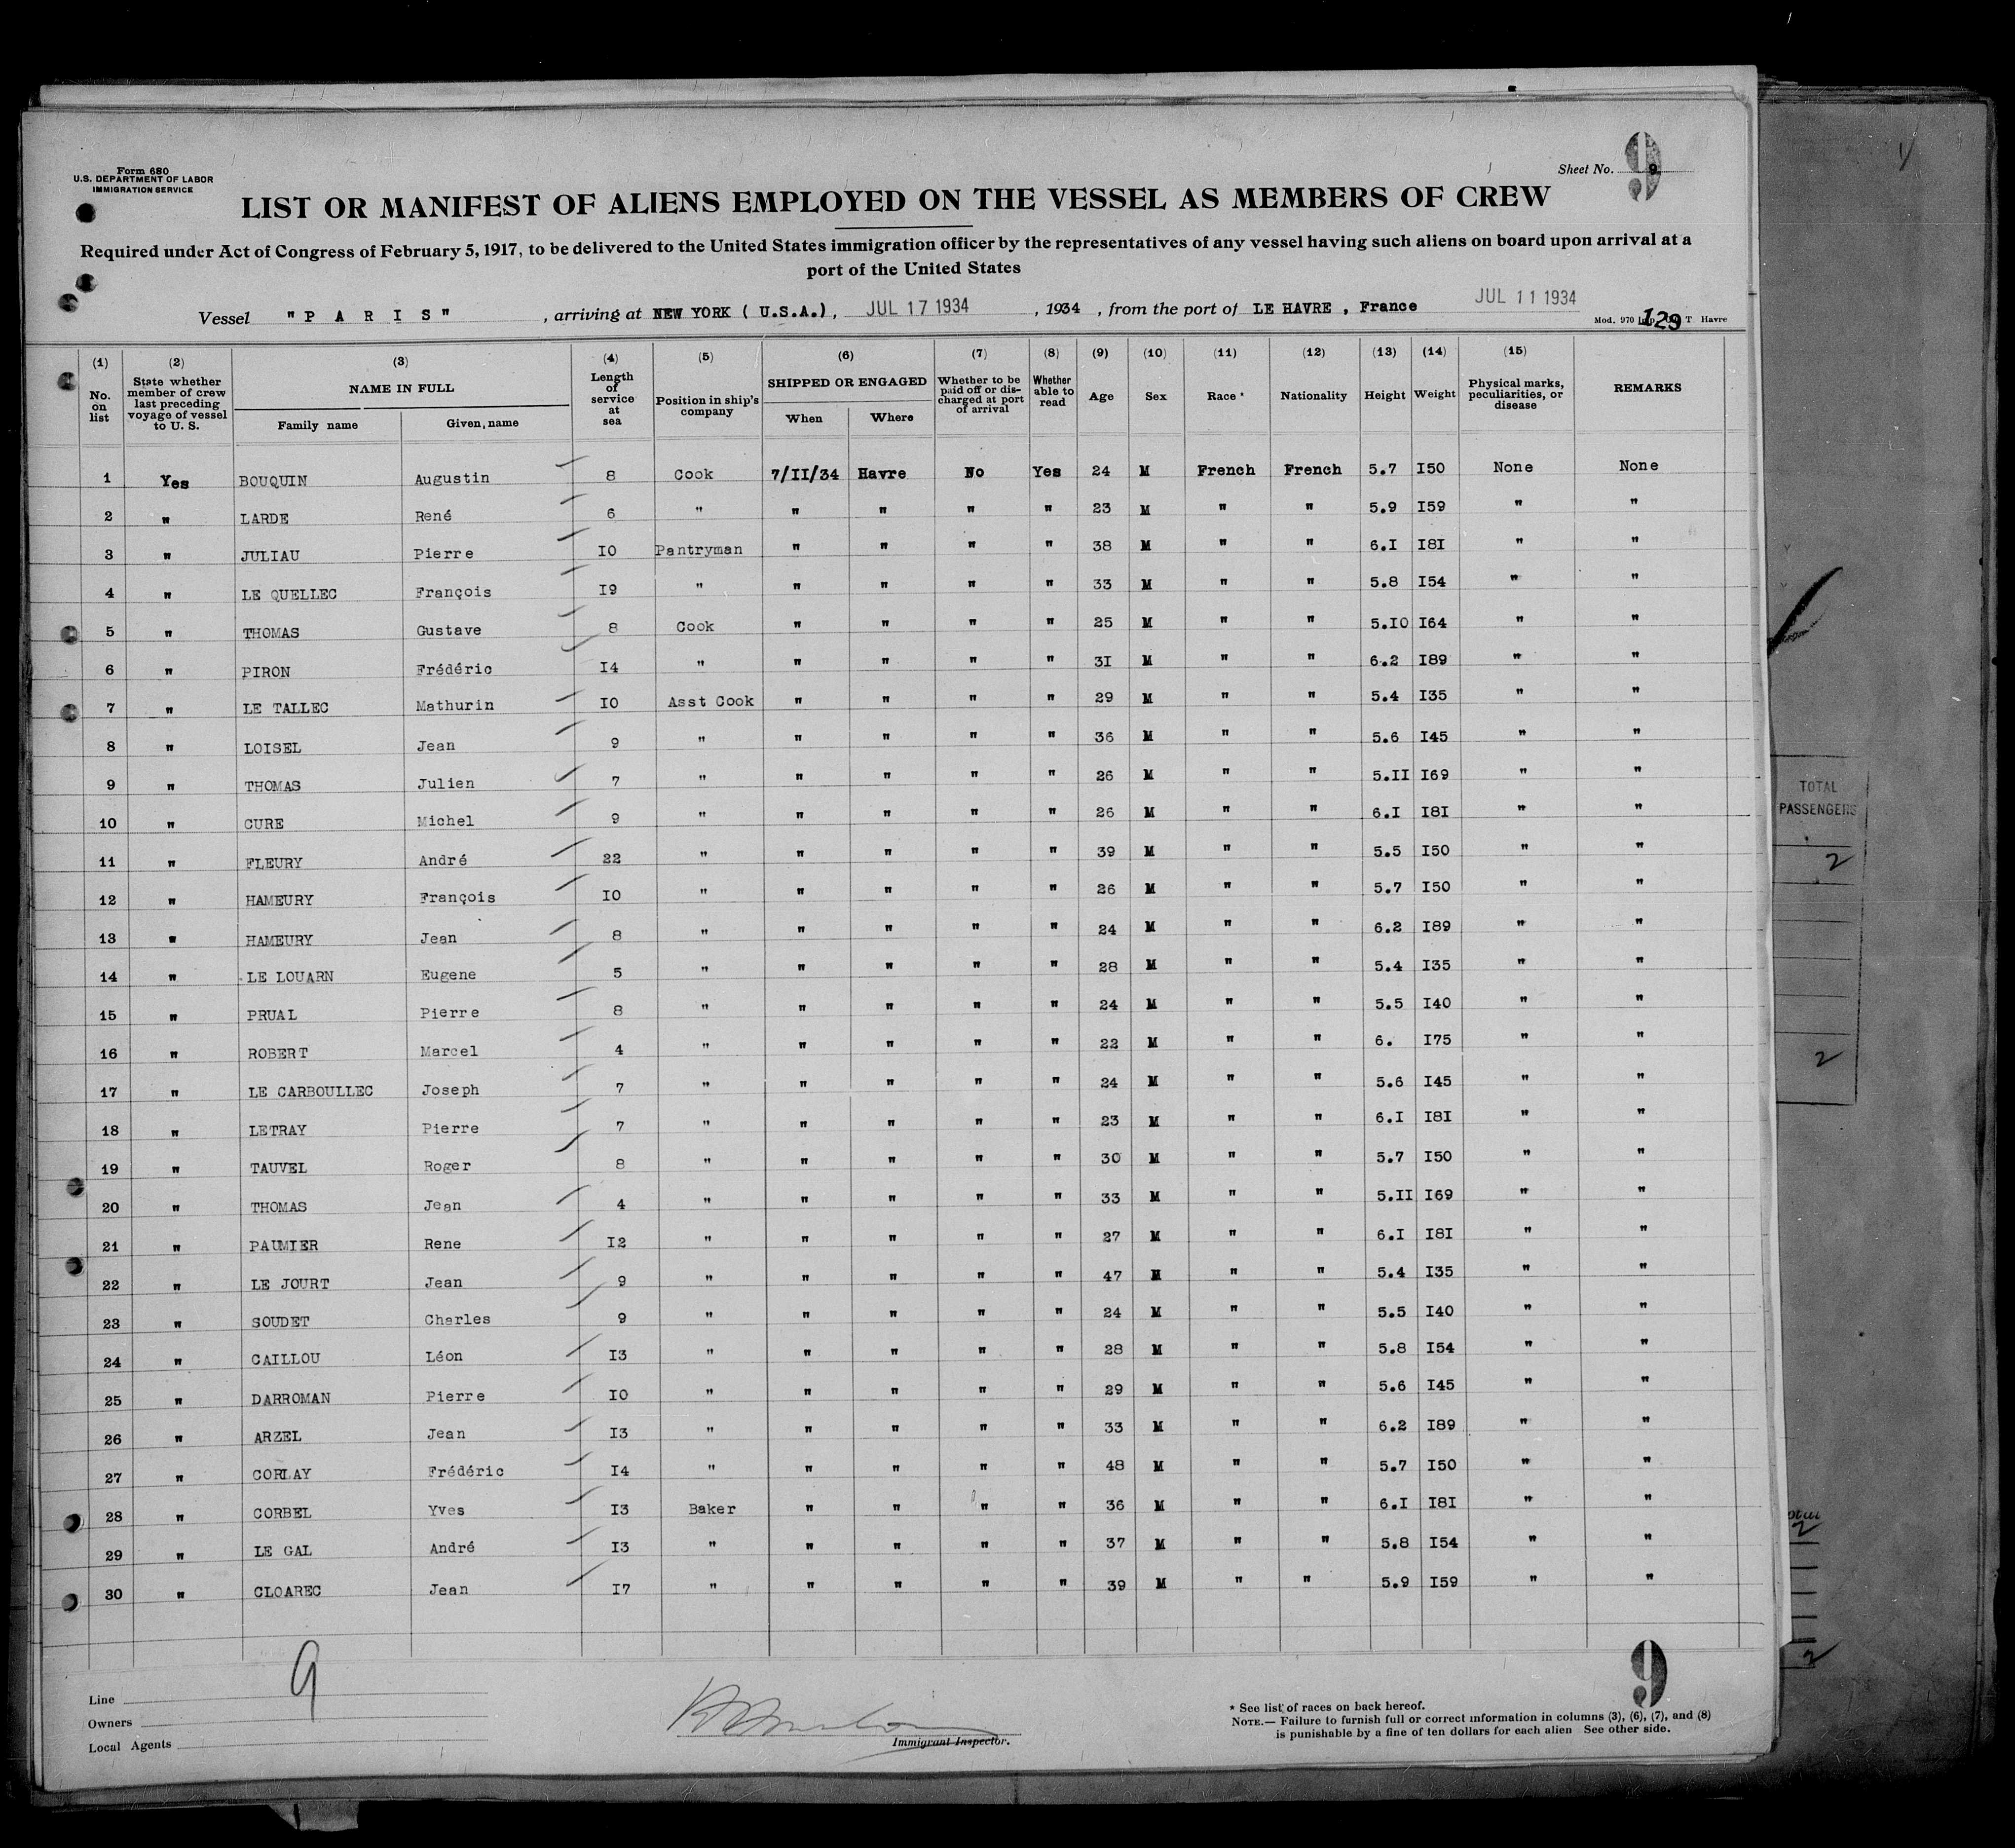 Form 680
U.S. DEPARTMENT OF LABOR
IMMIGRATION SERVICE
Sheet No. 9
9
LIST OR MANIFEST OF ALIENS EMPLOYED ON THE VESSEL AS MEMBERS OF CREW
Required under Act of Congress of February 5, 1917, to be delivered to the United States immigration officer by the representatives of any vessel having such aliens on board upon arrival at a
port of the United States
Vessel "P A R I S" , arriving at NEW YORK ( U.S.A.), JUL 17 1934 , 1934 , from the port of LE HAVRE , France JUL 11 1934
Mod. 970 T Havre
129
(1) (2) (3) (4) (5) (6) (7) (8) (9) (10) (11) (12) (13) (14) (15)
No. on list | State whether member of crew last preceding voyage of vessel to U. S. | NAME IN FULL | Family name | Given name | Length of service at sea | Position in ship's company | SHIPPED OR ENGAGED | When | Where | Whether to be paid off or discharged at port of arrival | Whether able to read | Age | Sex | Race * | Nationality | Height | Weight | Physical marks, peculiarities, or disease | REMARKS
1 Yes BOUQUIN Augustin 8 Cook 7/II/34 Havre No Yes 24 M French French 5.7 I50 None None
2 " LARDE René 6 " " " " " 23 M " " 5.9 I59 " "
3 " JULIAU Pierre IO Pantryman " " " " 38 M " " 6.I I8I " "
4 " LE QUELLEC François I9 " " " " " 33 M " " 5.8 I54 " "
5 " THOMAS Gustave 8 Cook " " " " 25 M " " 5.IO I64 " "
6 " PIRON Frédéric I4 " " " " " 3I M " " 6.2 I89 " "
7 " LE TALLEC Mathurin IO Asst Cook " " " " 29 M " " 5.4 I35 " "
8 " LOISEL Jean 9 " " " " " 36 M " " 5.6 I45 " "
9 " THOMAS Julien 7 " " " " " 26 M " " 5.II I69 " "
10 " CURE Michel 9 " " " " " 26 M " " 6.I I8I " "
11 " FLEURY André 22 " " " " " 39 M " " 5.5 I50 " "
12 " HAMEURY François IO " " " " " 26 M " " 5.7 I50 " "
13 " HAMEURY Jean 8 " " " " " 24 M " " 6.2 I89 " "
14 " LE LOUARN Eugene 5 " " " " " 28 M " " 5.4 I35 " "
15 " PRUAL Pierre 8 " " " " " 24 M " " 5.5 I40 " "
16 " ROBERT Marcel 4 " " " " " 22 M " " 6. I75 " "
17 " LE CARBOULLEC Joseph 7 " " " " " 24 M " " 5.6 I45 " "
18 " LETRAY Pierre 7 " " " " " 23 M " " 6.I I8I " "
19 " TAUVEL Roger 8 " " " " " 30 M " " 5.7 I50 " "
20 " THOMAS Jean 4 " " " " " 33 M " " 5.II I69 " "
21 " PAUMIER Rene I2 " " " " " 27 M " " 6.I I8I " "
22 " LE JOURT Jean 9 " " " " " 47 M " " 5.4 I35 " "
23 " SOUDET Charles 9 " " " " " 24 M " " 5.5 I40 " "
24 " CAILLOU Léon I3 " " " " " 28 M " " 5.8 I54 " "
25 " DARROMAN Pierre IO " " " " " 29 M " " 5.6 I45 " "
26 " ARZEL Jean I3 " " " " " 33 M " " 6.2 I89 " "
27 " CORLAY Frédéric I4 " " " " " 48 M " " 5.7 I50 " "
28 " CORBEL Yves I3 Baker " " " " 36 M " " 6.I I8I " "
29 " LE GAL André I3 " " " " " 37 M " " 5.8 I54 " "
30 " CLOAREC Jean I7 " " " " " 39 M " " 5.9 I59 " "
9
Line
Owners
Local Agents
Immigrant Inspector.
9
* See list of races on back hereof.
NOTE.— Failure to furnish full or correct information in columns (3), (6), (7), and (8)
is punishable by a fine of ten dollars for each alien See other side.
TOTAL
PASSENGERS
2
2
2
2